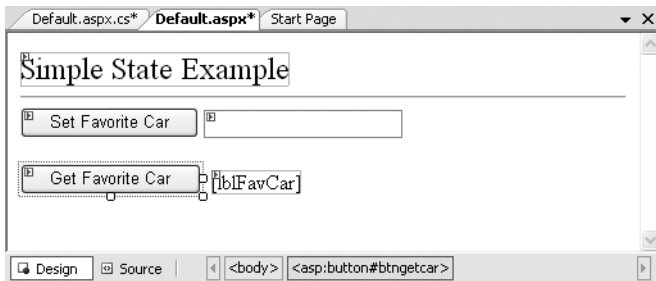 Default.aspx.cs* Default.aspx* Start Page
Simple State Example
Set Favorite Car
Get Favorite Car [lblFavCar]
Design Source <body> <asp:button#btngetcar>